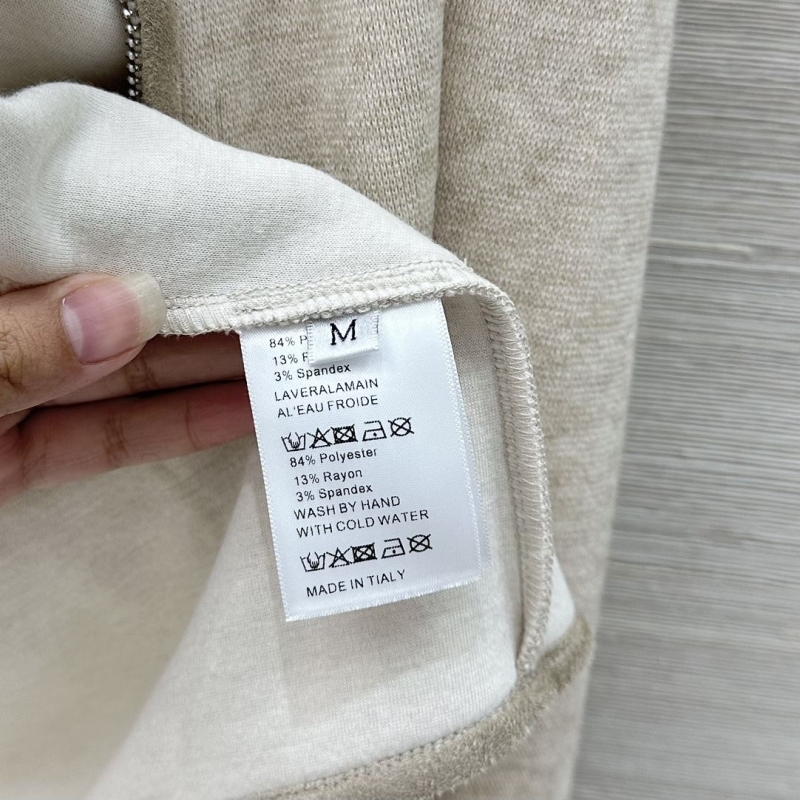 M
84% P
13%
3% Spandex
LAVERALAMAIN
AL'EAU FROIDE
84% Polyester
13% Rayon
3% Spandex
WASH BY HAND
WITH COLD WATER
MADE IN TIALY